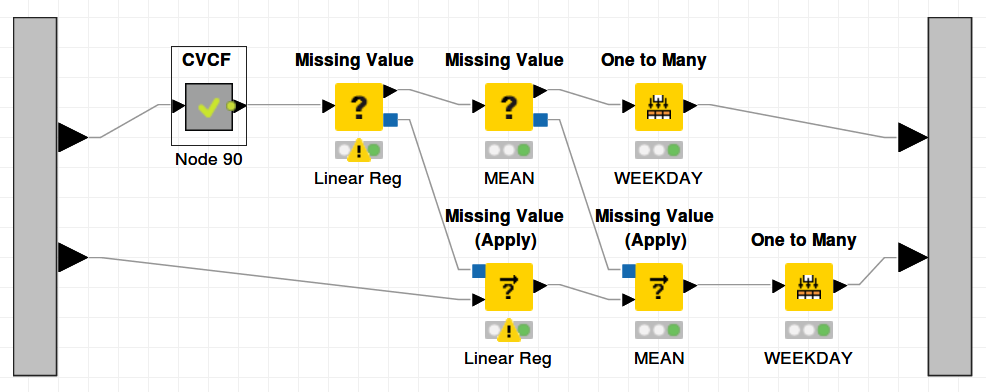 CVCF
Missing Value
Missing Value
One to Many
?
?
Node 90
Linear Reg
MEAN
WEEKDAY
Missing Value
(Apply)
Missing Value
(Apply)
One to Many
?
?
Linear Reg
MEAN
WEEKDAY